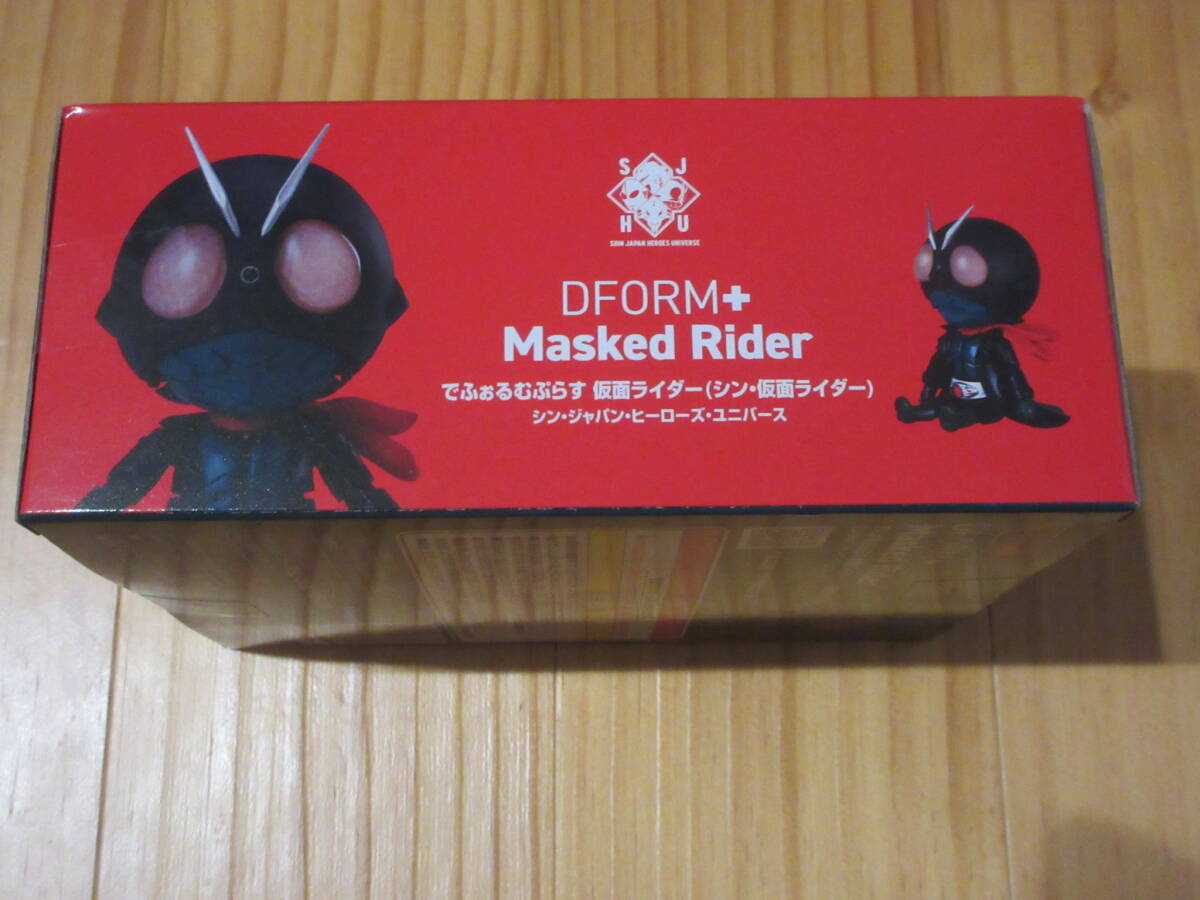 S J
H U
SHIN JAPAN HEROES UNIVERSE
DFORM+
Masked Rider
でふぉるむぷらす 仮面ライダー(シン・仮面ライダー)
シン・ジャパン・ヒーローズ・ユニバース